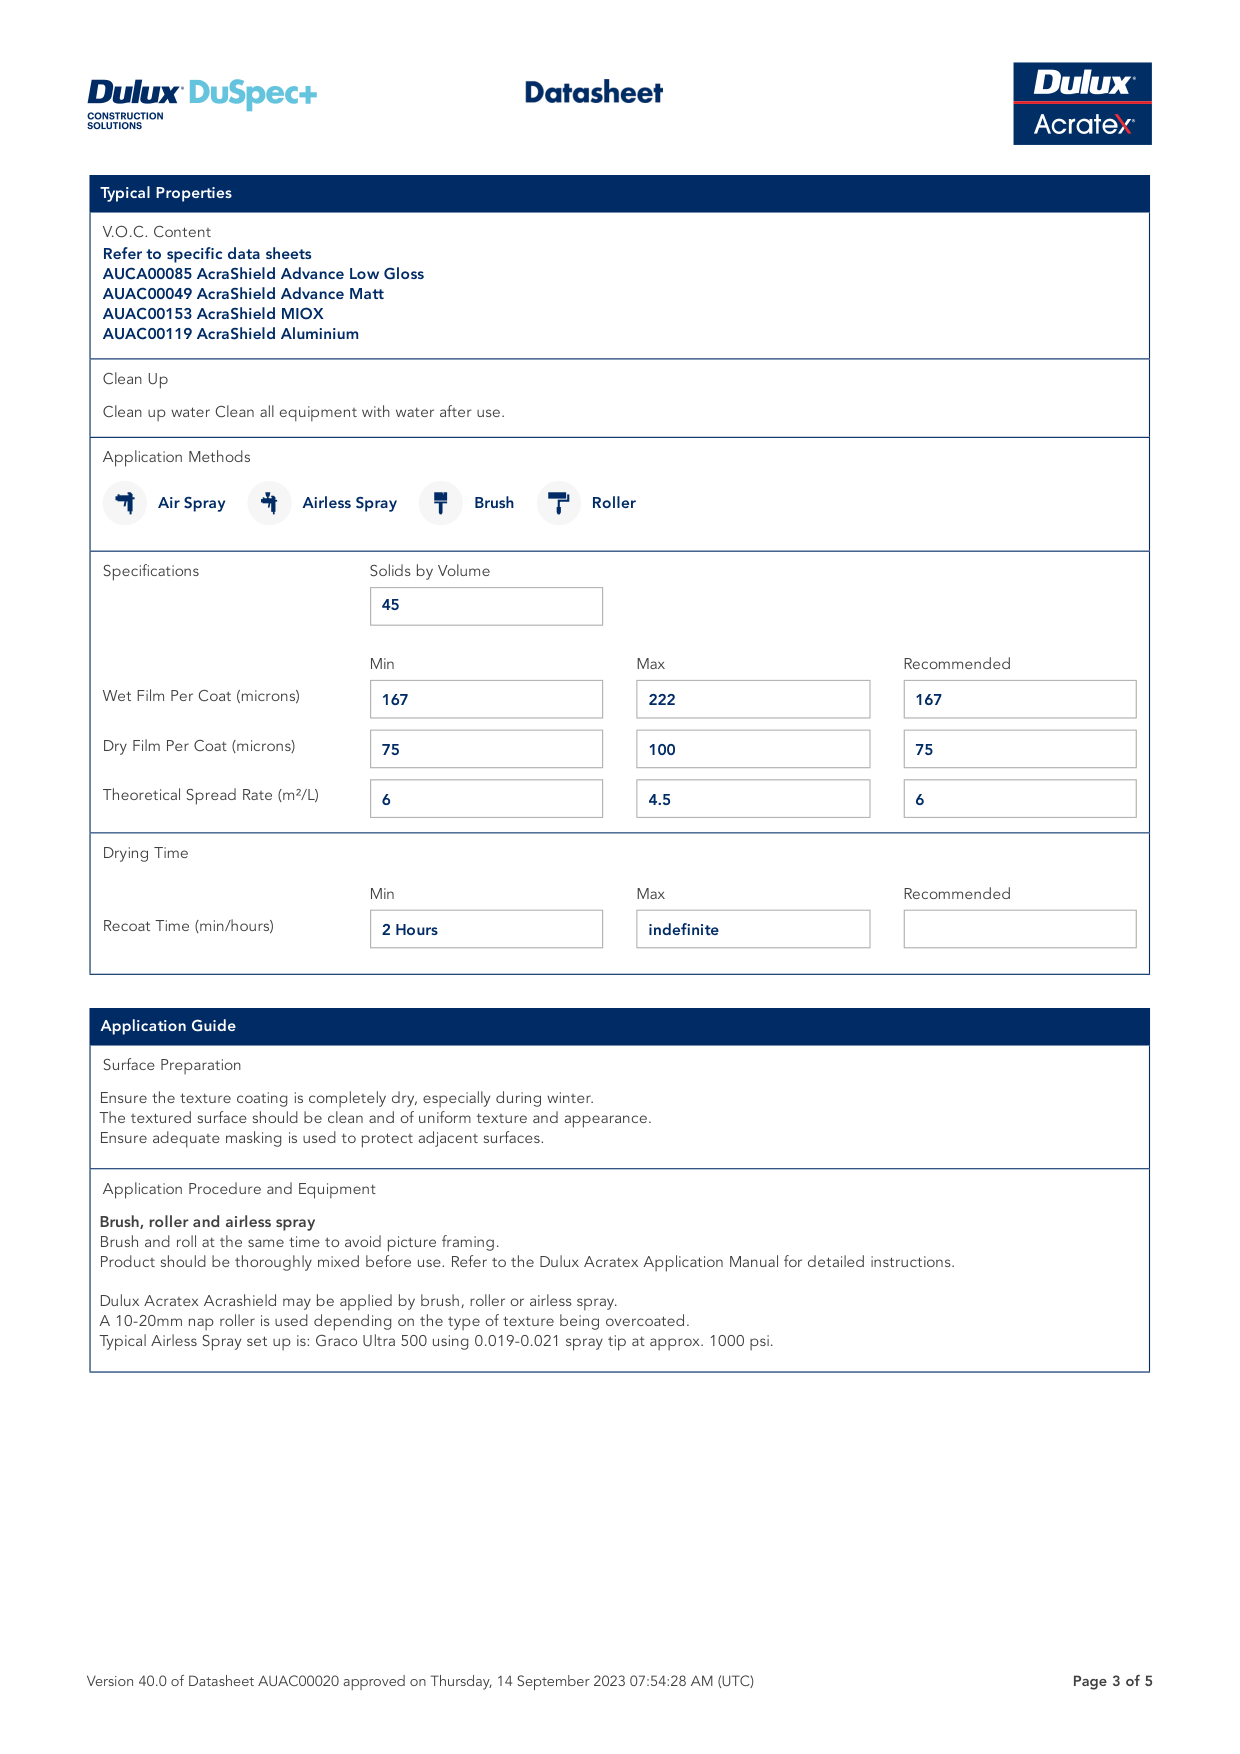 Dulux DuSpec+
CONSTRUCTION
SOLUTIONS
Datasheet
Dulux
Acratex
Typical Properties
V.O.C. Content
Refer to specific data sheets
AUCA00085 AcraShield Advance Low Gloss
AUAC00049 AcraShield Advance Matt
AUAC00153 AcraShield MIOX
AUAC00119 AcraShield Aluminium
Clean Up
Clean up water Clean all equipment with water after use.
Application Methods
Air Spray Airless Spray Brush Roller
Specifications Solids by Volume
45
Min Max Recommended
Wet Film Per Coat (microns) 167 222 167
Dry Film Per Coat (microns) 75 100 75
Theoretical Spread Rate (m²/L) 6 4.5 6
Drying Time
Min Max Recommended
Recoat Time (min/hours) 2 Hours indefinite
Application Guide
Surface Preparation
Ensure the texture coating is completely dry, especially during winter.
The textured surface should be clean and of uniform texture and appearance.
Ensure adequate masking is used to protect adjacent surfaces.
Application Procedure and Equipment
Brush, roller and airless spray
Brush and roll at the same time to avoid picture framing.
Product should be thoroughly mixed before use. Refer to the Dulux Acratex Application Manual for detailed instructions.
Dulux Acratex Acrashield may be applied by brush, roller or airless spray.
A 10-20mm nap roller is used depending on the type of texture being overcoated.
Typical Airless Spray set up is: Graco Ultra 500 using 0.019-0.021 spray tip at approx. 1000 psi.
Version 40.0 of Datasheet AUAC00020 approved on Thursday, 14 September 2023 07:54:28 AM (UTC) Page 3 of 5